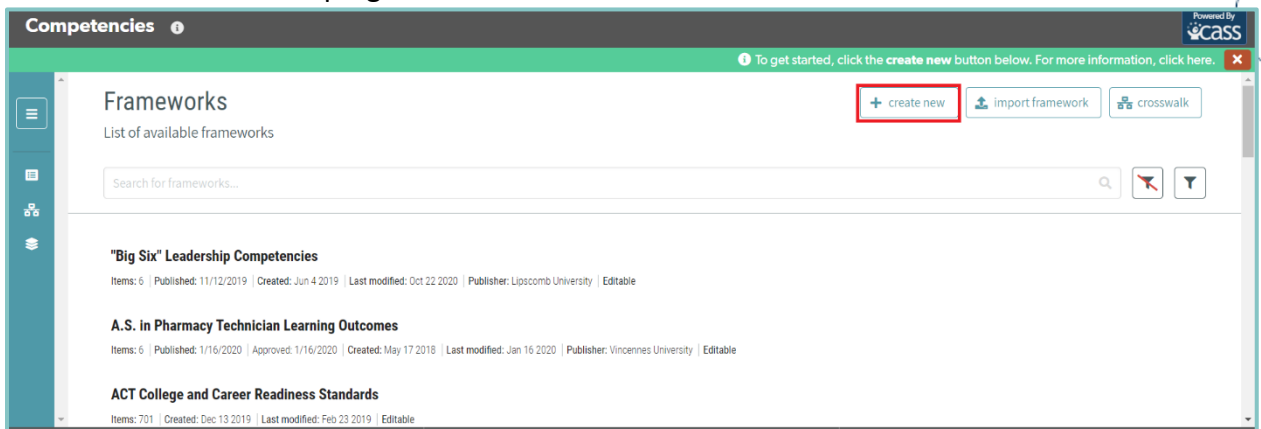 Competencies
Powered By
cass
To get started, click the create new button below. For more information, click here.
Frameworks
+ create new
import framework
crosswalk
List of available frameworks
Search for frameworks...
"Big Six" Leadership Competencies
Items: 6 | Published: 11/12/2019 | Created: Jun 4 2019 | Last modified: Oct 22 2020 | Publisher: Lipscomb University | Editable
A.S. in Pharmacy Technician Learning Outcomes
Items: 6 | Published: 1/16/2020 | Approved: 1/16/2020 | Created: May 17 2018 | Last modified: Jan 16 2020 | Publisher: Vincennes University | Editable
ACT College and Career Readiness Standards
Items: 701 | Created: Dec 13 2019 | Last modified: Feb 23 2019 | Editable